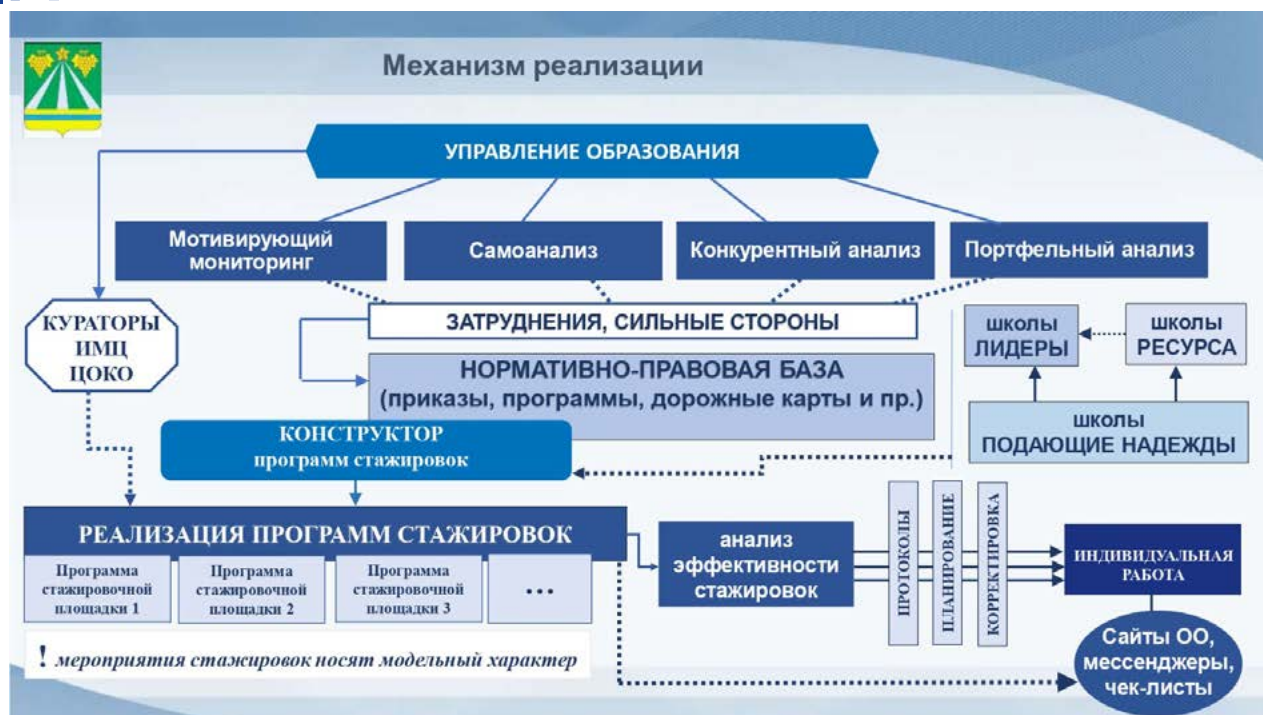 Механизм реализации
УПРАВЛЕНИЕ ОБРАЗОВАНИЯ
Мотивирующий
мониторинг
Самоанализ
Конкурентный анализ
Портфельный анализ
КУРАТОРЫ
ИМЦ
ЦОКО
ЗАТРУДНЕНИЯ, СИЛЬНЫЕ СТОРОНЫ
НОРМАТИВНО-ПРАВОВАЯ БАЗА
(приказы, программы, дорожные карты и пр.)
школы
ЛИДЕРЫ
школы
РЕСУРСА
школы
ПОДАЮЩИЕ НАДЕЖДЫ
КОНСТРУКТОР
программ стажировок
РЕАЛИЗАЦИЯ ПРОГРАММ СТАЖИРОВОК
Программа
стажировочной
площадки 1
Программа
стажировочной
площадки 2
Программа
стажировочной
площадки 3
...
! мероприятия стажировок носят модельный характер
анализ
эффективности
стажировок
ПРОТОКОЛЫ
ПЛАНИРОВАНИЕ
КОРРЕКТИРОВКА
ИНДИВИДУАЛЬНАЯ
РАБОТА
Сайты ОО,
мессенджеры,
чек-листы